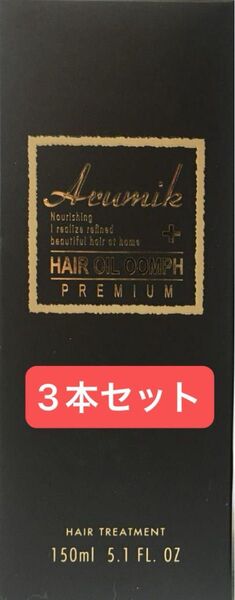 Arumik
Nourishing
I realize refined
beautiful hair at home
+
HAIR OIL OOMPH
PREMIUM
3本セット
HAIR TREATMENT
150ml 5.1 FL. OZ